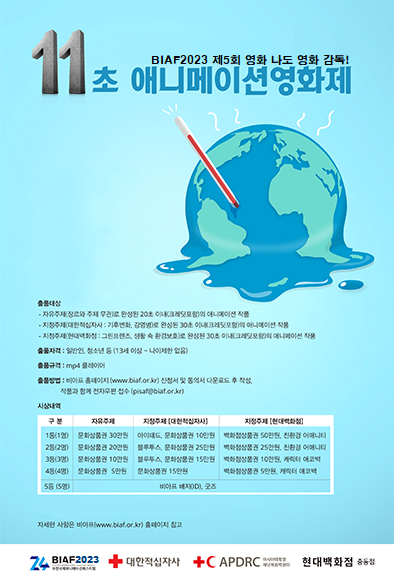 BIAF2023 제5회 영화 나도 영화 감독!
11초 애니메이션영화제
출품대상
- 자유주제(장르와 주제 무관)로 완성된 20초 이내(크레딧포함)의 애니메이션 작품
- 지정주제(대한적십자사 : 기후변화, 감염병)로 완성된 30초 이내(크레딧포함)의 애니메이션 작품
- 지정주제(현대백화점 : 그린프렌즈, 생활 속 환경보호)로 완성된 30초 이내(크레딧포함)의 애니메이션 작품
출품자격 : 일반인, 청소년 등 (13세 이상 ~ 나이제한 없음)
출품규격 : mp4 플레이어
출품방법 : 비아프 홈페이지 (www.biaf.or.kr) 신청서 및 동의서 다운로드 후 작성,
작품과 함께 전자우편 접수 (pisaf@biaf.or.kr)
시상내역
구 분 자유주제 지정주제 [대한적십자사] 지정주제 [현대백화점]
1등(1명) 문화상품권 30만원 아이패드, 문화상품권 10만원 백화점상품권 50만원, 친환경 어매니티
2등(2명) 문화상품권 20만원 블루투스, 문화상품권 25만원 백화점상품권 25만원, 친환경 어매니티
3등(3명) 문화상품권 10만원 블루투스, 문화상품권 15만원 백화점상품권 10만원, 캐릭터 에코백
4등(4명) 문화상품권 5만원 문화상품권 15만원 백화점상품권 5만원, 캐릭터 에코백
5등 (5명) 비아프 배지(ID), 굿즈
자세한 사항은 비아프(www.biaf.or.kr) 홈페이지 참고
24 BIAF2023 대한적십자사 APDRC 현대백화점 중동점
부천국제애니메이션페스티벌 아시아태평양 재난복원력센터